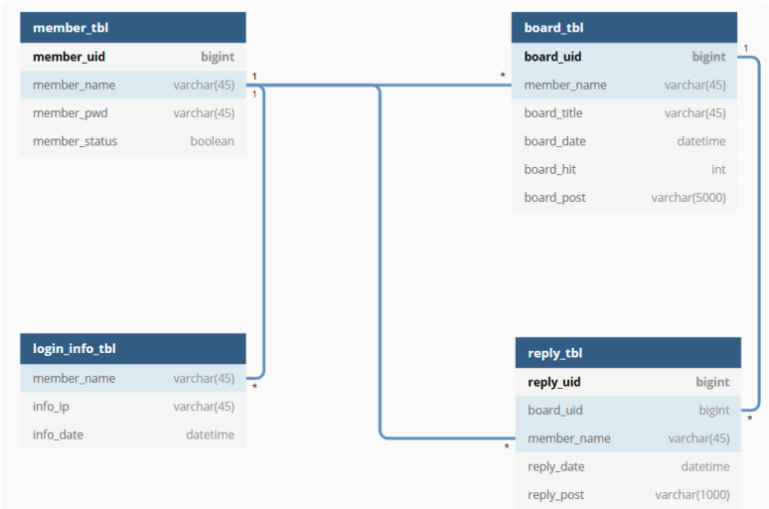 member_tbl
member_uid bigint
member_name varchar(45)
member_pwd varchar(45)
member_status boolean
1
1
board_tbl
board_uid bigint
member_name varchar(45)
board_title varchar(45)
board_date datetime
board_hit int
board_post varchar(5000)
*
1
login_info_tbl
member_name varchar(45)
info_ip varchar(45)
info_date datetime
*
reply_tbl
reply_uid bigint
board_uid bigint
member_name varchar(45)
reply_date datetime
reply_post varchar(1000)
*
*